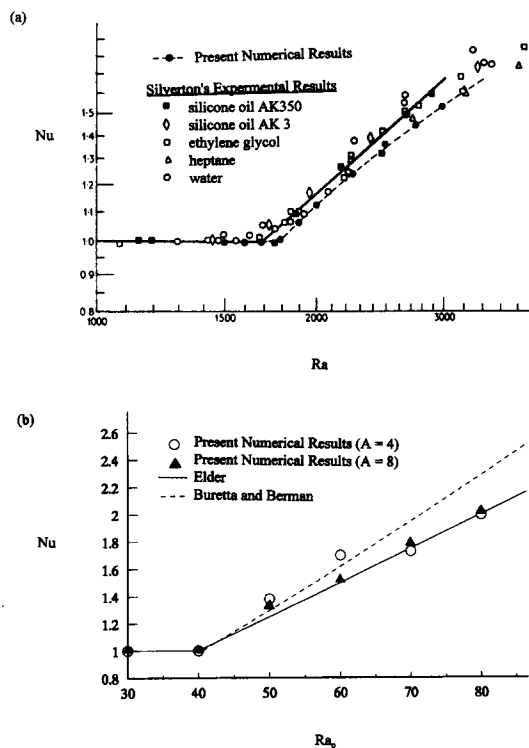 (a)
Present Numerical Results
Silverton's Expermental Results
silicone oil AK350
silicone oil AK 3
ethylene glycol
heptane
water
Nu
1·5
1·4
1·3
1·2
1·1
1·0
0·9
0·8
1000
1500
2000
3000
Ra
(b)
Present Numerical Results (A = 4)
Present Numerical Results (A = 8)
Elder
Buretta and Berman
Nu
2.6
2.4
2.2
2
1.8
1.6
1.4
1.2
1
0.8
30
40
50
60
70
80
Raₚ